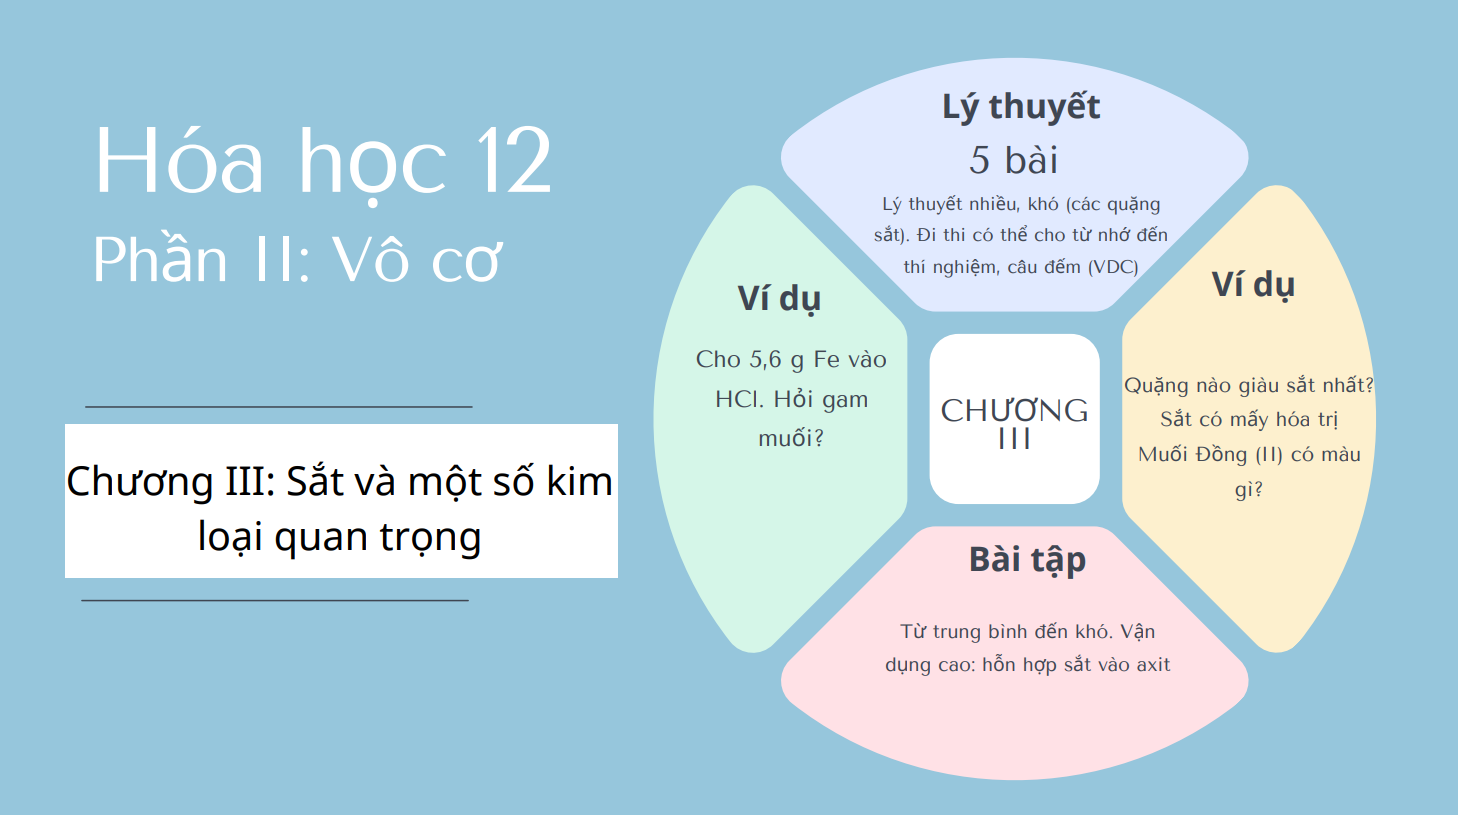 Hóa học 12
Phần II: Vô cơ
Chương III: Sắt và một số kim
loại quan trọng
Lý thuyết
5 bài
Lý thuyết nhiều, khó (các quặng
sắt). Đi thi có thể cho từ nhớ đến
thí nghiệm, câu đếm (VDC)
Ví dụ
Cho 5,6 g Fe vào
HCl. Hỏi gam
muối?
CHƯƠNG
III
Ví dụ
Quặng nào giàu sắt nhất?
Sắt có mấy hóa trị
Muối Đồng (II) có màu
gì?
Bài tập
Từ trung bình đến khó. Vận
dụng cao: hỗn hợp sắt vào axit